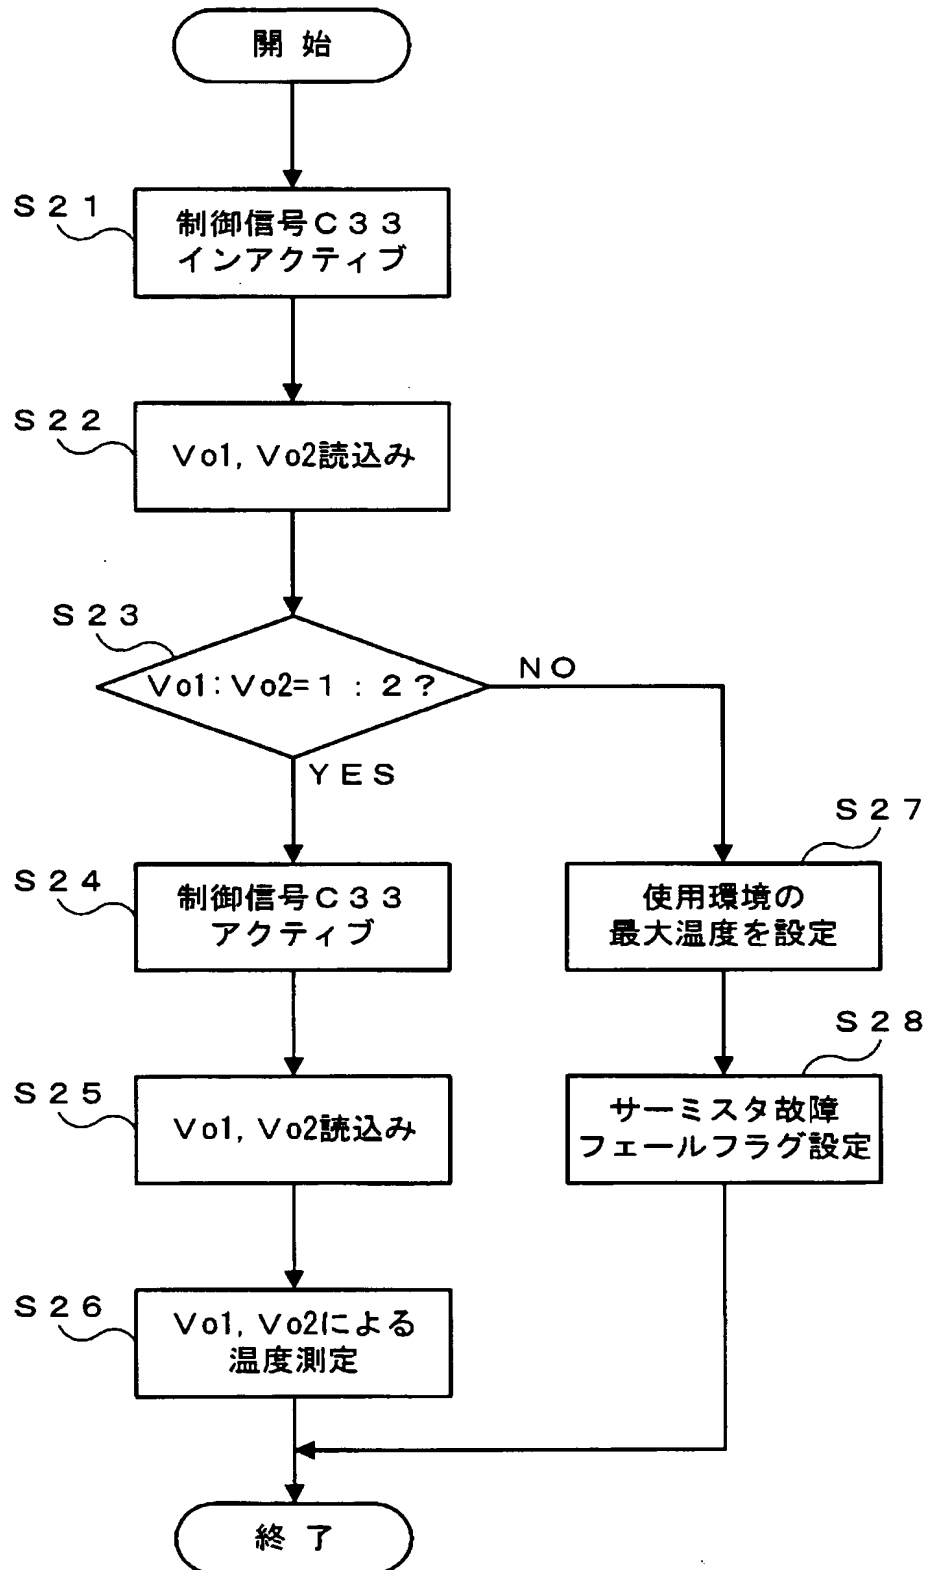 開始
S21
制御信号C33
インアクティブ
S22
Vo1, Vo2読込み
S23
Vo1:Vo2=1:2?
NO
YES
S24
制御信号C33
アクティブ
S25
Vo1, Vo2読込み
S26
Vo1, Vo2による
温度測定
S27
使用環境の
最大温度を設定
S28
サーミスタ故障
フェールフラグ設定
終了